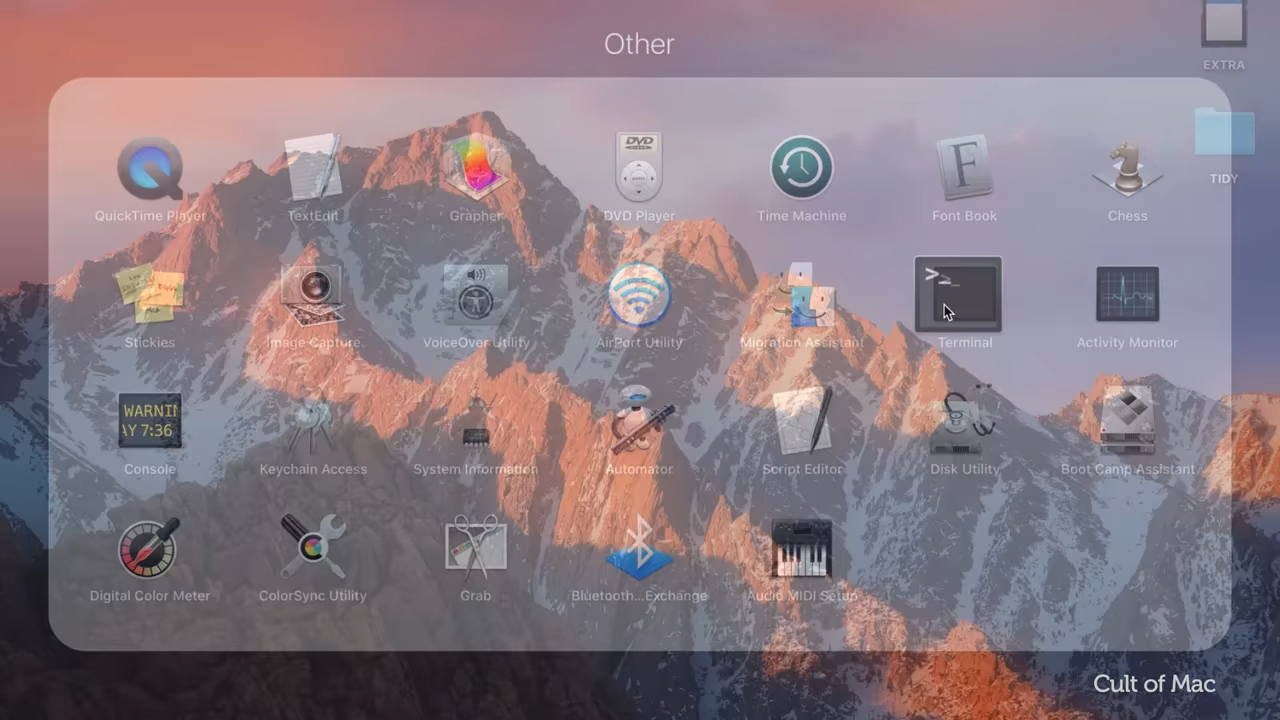 Other
EXTRA
TIDY
DVD
QuickTime Player
TextEdit
Grapher
DVD Player
Time Machine
Font Book
Chess
Stickies
Image Capture
VoiceOver Utility
AirPort Utility
Migration Assistant
Terminal
Activity Monitor
WARNIN
AY 7:36
Console
Keychain Access
System Information
Automator
Script Editor
Disk Utility
Boot Camp Assistant
Digital Color Meter
ColorSync Utility
Grab
Bluetooth...Exchange
Audio MIDI Setup
Cult of Mac